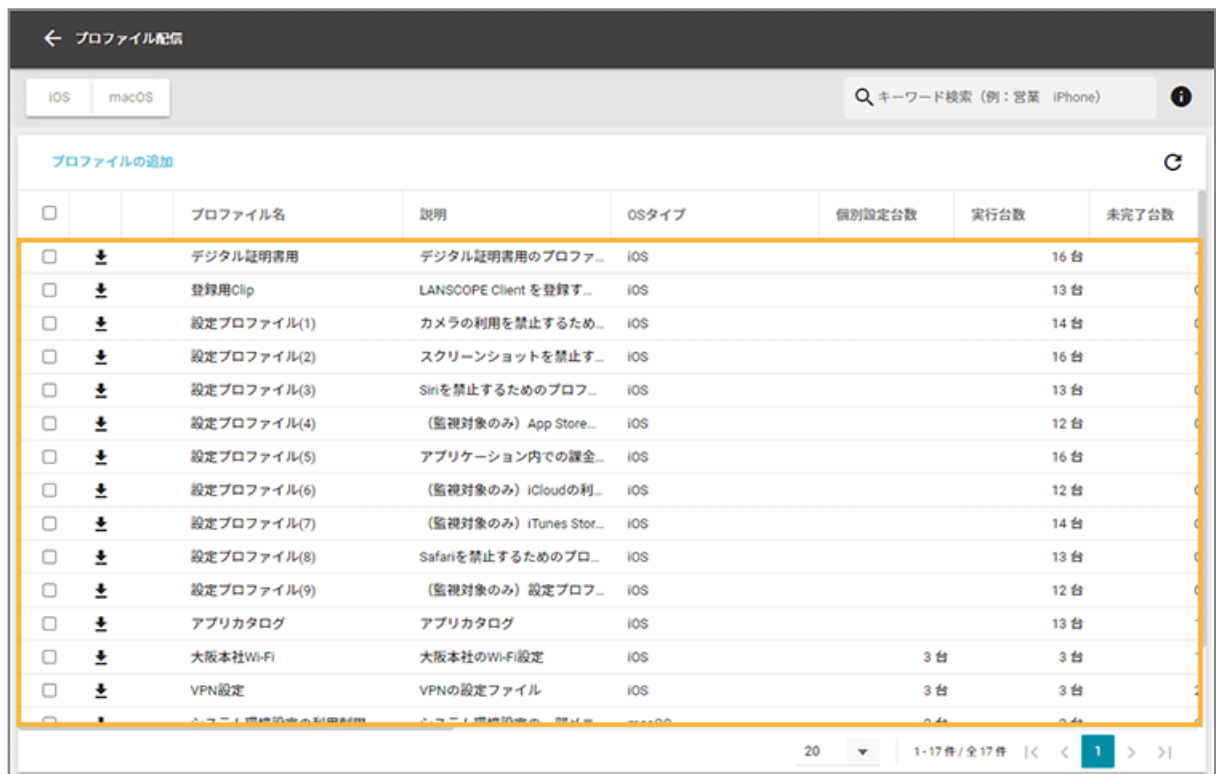 プロファイル配信
iOS macOS キーワード検索（例：営業 iPhone）
プロファイルの追加
プロファイル名 説明 OSタイプ 個別設定台数 実行台数 未完了台数
デジタル証明書用 デジタル証明書用のプロファ... iOS 16 台
登録用Clip LANSCOPE Client を登録す... iOS 13 台
設定プロファイル(1) カメラの利用を禁止するため... iOS 14 台
設定プロファイル(2) スクリーンショットを禁止す... iOS 16 台
設定プロファイル(3) Siriを禁止するためのプロフ... iOS 13 台
設定プロファイル(4) （監視対象のみ）App Store... iOS 12 台
設定プロファイル(5) アプリケーション内での課金... iOS 16 台
設定プロファイル(6) （監視対象のみ）iCloudの利... iOS 12 台
設定プロファイル(7) （監視対象のみ）iTunes Stor... iOS 14 台
設定プロファイル(8) Safariを禁止するためのプロ... iOS 13 台
設定プロファイル(9) （監視対象のみ）設定プロフ... iOS 12 台
アプリカタログ アプリカタログ iOS 13 台
大阪本社Wi-Fi 大阪本社のWi-Fi設定 iOS 3 台 3 台
VPN設定 VPNの設定ファイル iOS 3 台 3 台
20 1 - 17 件 / 全 17 件 |< < 1 > >|